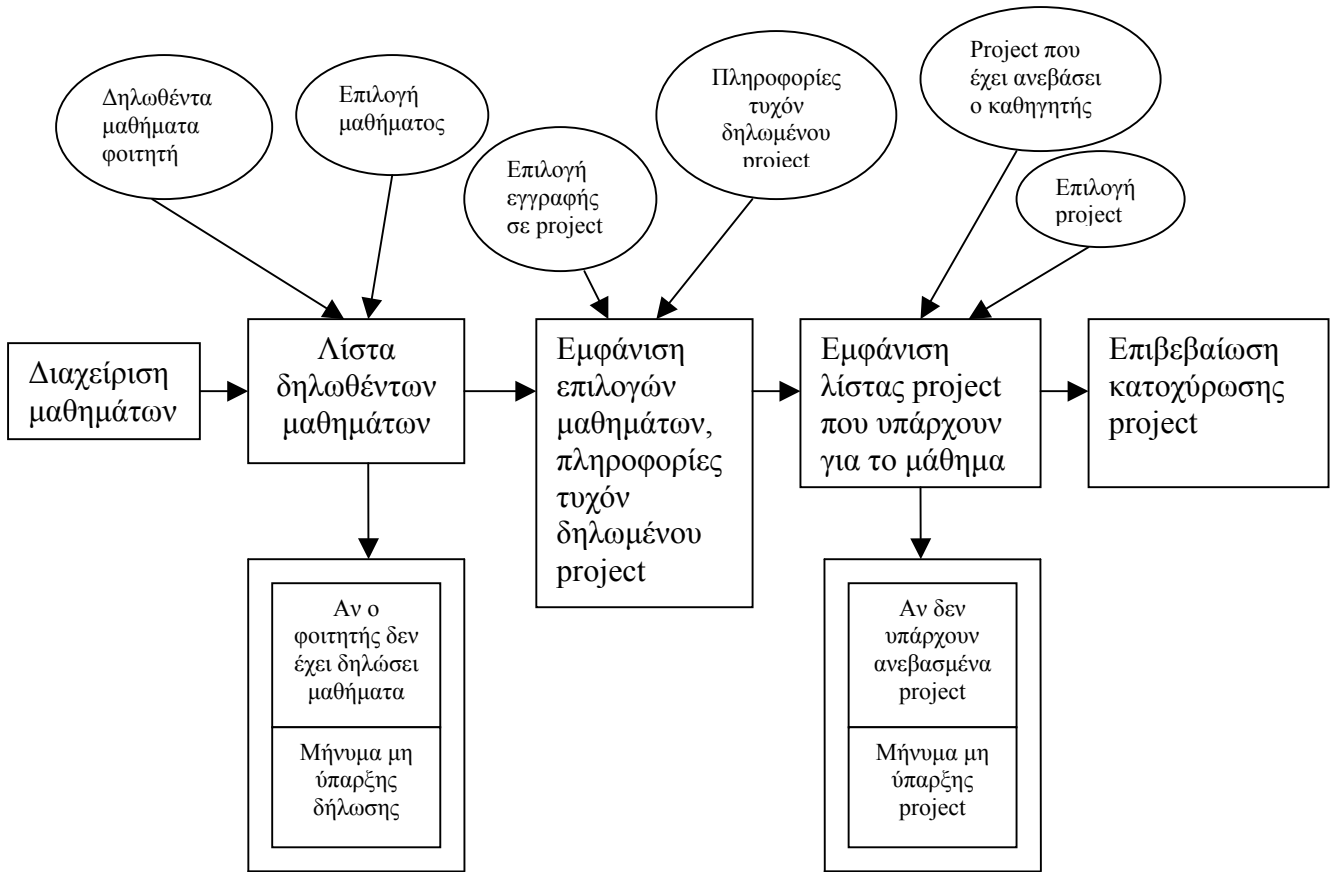 Δηλωθέντα
μαθήματα
φοιτητή
Επιλογή
μαθήματος
Επιλογή
εγγραφής
σε project
Πληροφορίες
τυχόν
δηλωμένου
project
Project που
έχει ανεβάσει
ο καθηγητής
Επιλογή
project
Διαχείριση
μαθημάτων
Λίστα
δηλωθέντων
μαθημάτων
Εμφάνιση
επιλογών
μαθημάτων,
πληροφορίες
τυχόν
δηλωμένου
project
Εμφάνιση
λίστας project
που υπάρχουν
για το μάθημα
Επιβεβαίωση
κατοχύρωσης
project
Αν ο
φοιτητής δεν
έχει δηλώσει
μαθήματα
Μήνυμα μη
ύπαρξης
δήλωσης
Αν δεν
υπάρχουν
ανεβασμένα
project
Μήνυμα μη
ύπαρξης
project